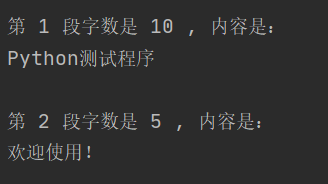 第 1 段字数是 10 , 内容是:
Python测试程序
第 2 段字数是 5 , 内容是:
欢迎使用!